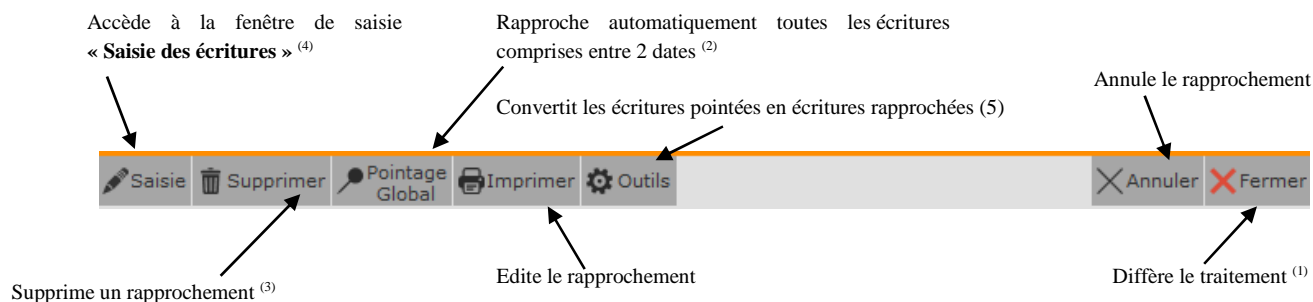 Accède à la fenêtre de saisie
« Saisie des écritures » (4)
Rapproche automatiquement toutes les écritures
comprises entre 2 dates (2)
Annule le rapprochement
Convertit les écritures pointées en écritures rapprochées (5)
Saisie
Supprimer
Pointage
Global
Imprimer
Outils
Annuler
Fermer
Supprime un rapprochement (3)
Edite le rapprochement
Diffère le traitement (1)